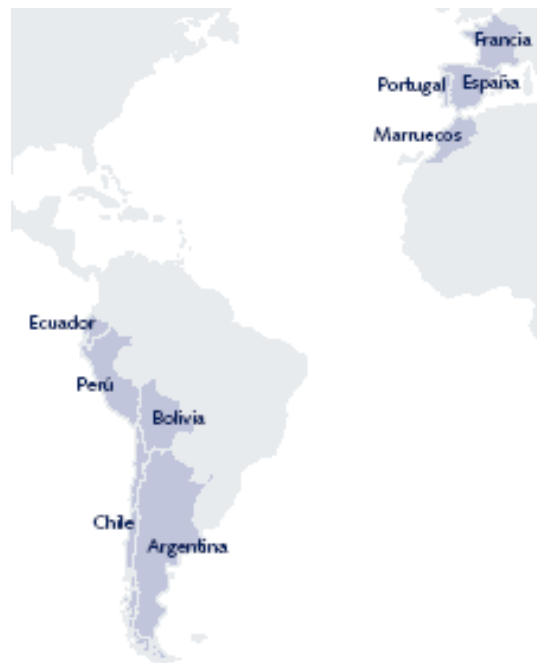 Francia
Portugal España
Marruecos
Ecuador
Perú
Bolivia
Chile
Argentina